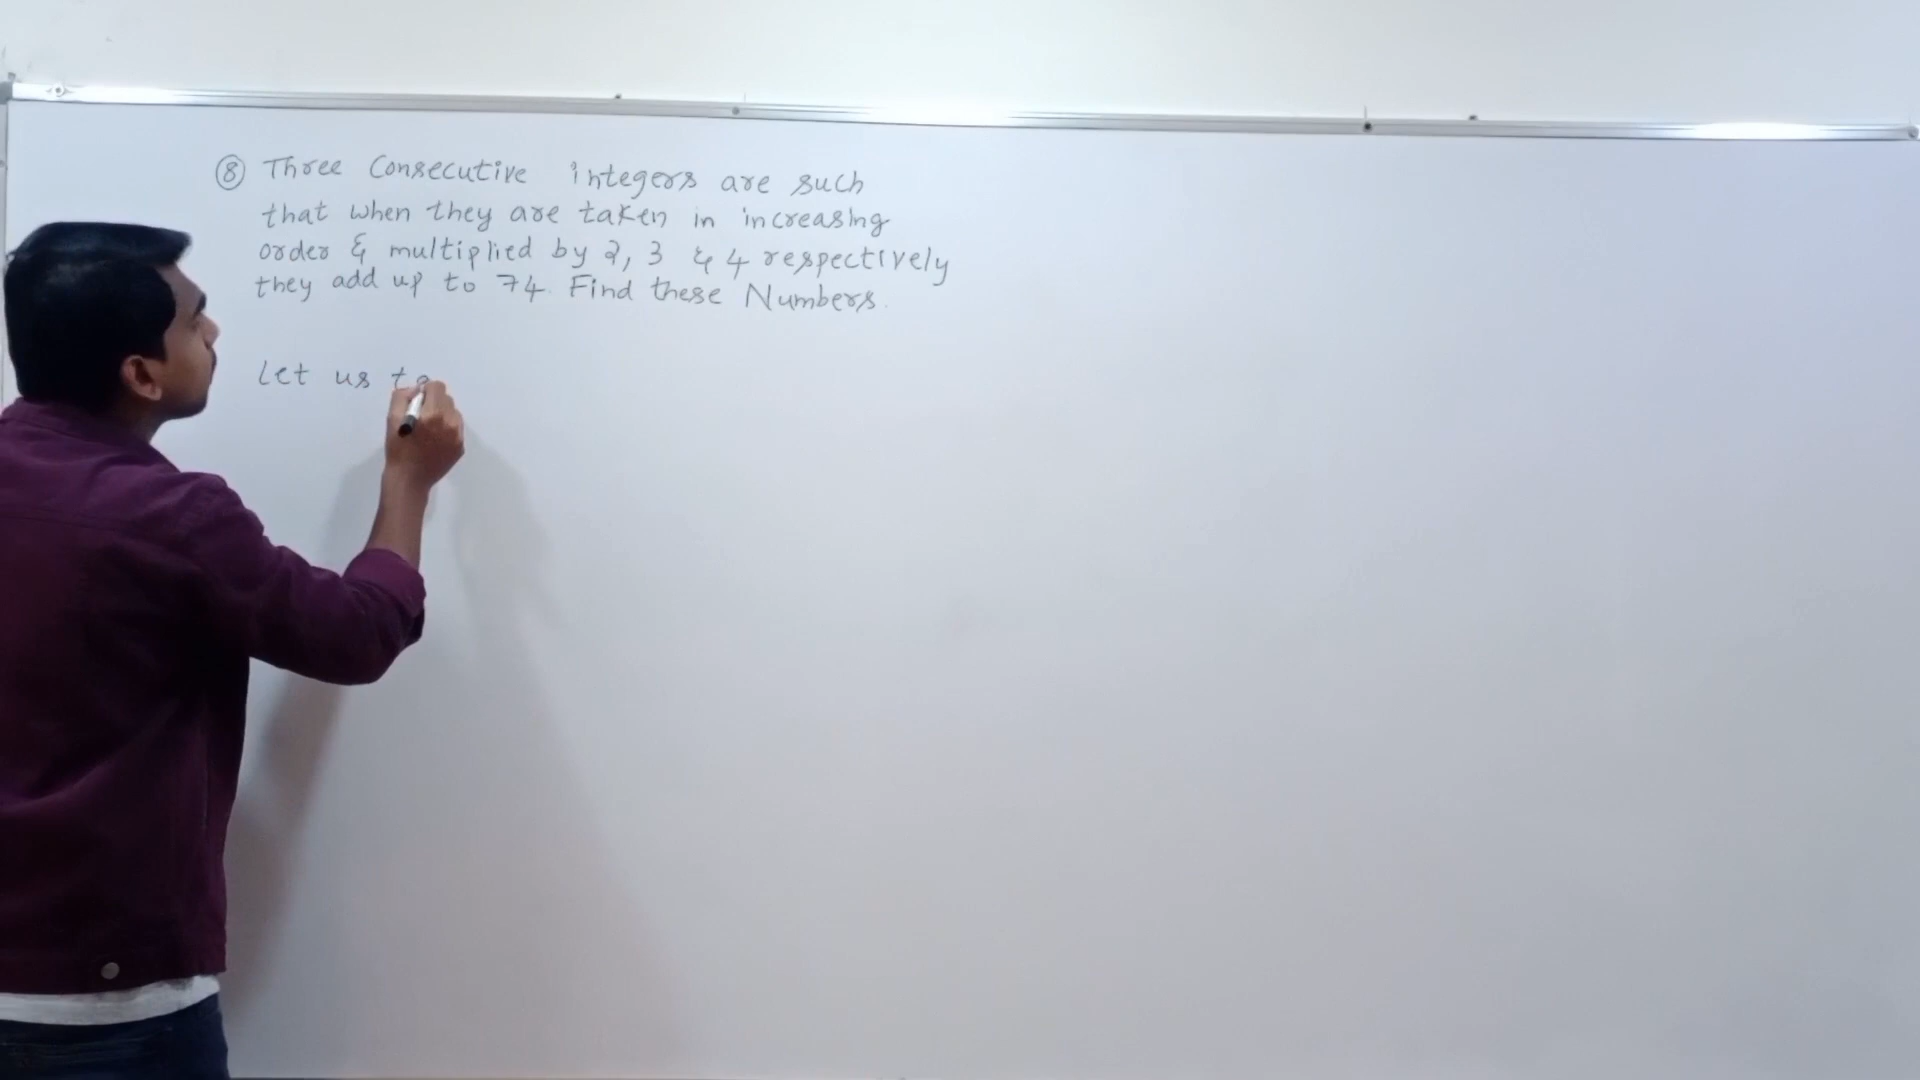 ⑧ Three Consecutive integers are such
that when they are taken in increasing
order & multiplied by 2, 3 & 4 respectively
they add up to 74. Find these Numbers.
Let us